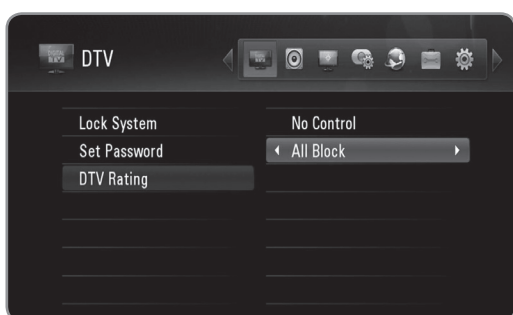 DTV
Lock System
No Control
Set Password
All Block
DTV Rating